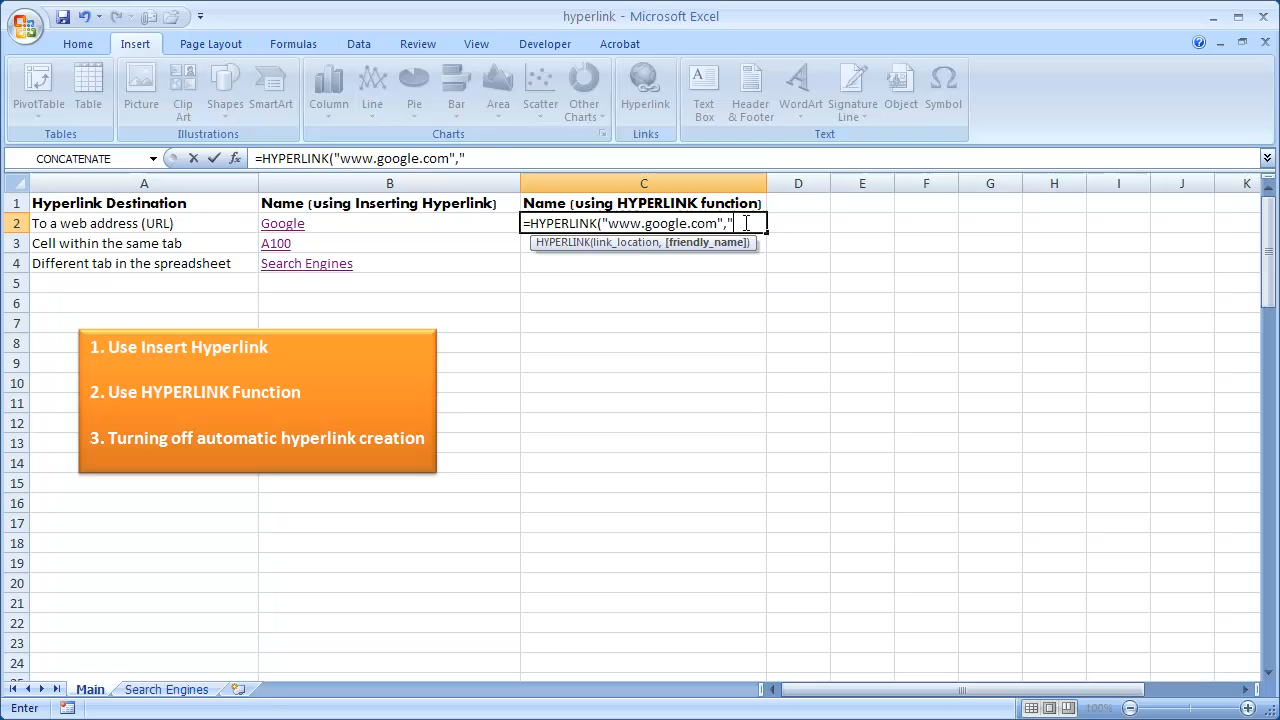 hyperlink - Microsoft Excel
Home Insert Page Layout Formulas Data Review View Developer Acrobat
PivotTable Table Picture Clip Art Shapes SmartArt Column Line Pie Bar Area Scatter Other Charts Hyperlink Text Box Header & Footer WordArt Signature Line Object Symbol
Tables Illustrations Charts Links Text
CONCATENATE fx =HYPERLINK("www.google.com","
A B C D E F G H I J K
1 Hyperlink Destination Name (using Inserting Hyperlink) Name (using HYPERLINK function)
2 To a web address (URL) Google =HYPERLINK("www.google.com","
3 Cell within the same tab A100 HYPERLINK(link_location, [friendly_name])
4 Different tab in the spreadsheet Search Engines
5
6
7
8
9
10
11
12
13
14
15
16
17
18
19
20
21
22
23
24
1. Use Insert Hyperlink
2. Use HYPERLINK Function
3. Turning off automatic hyperlink creation
Main Search Engines
Enter 100%